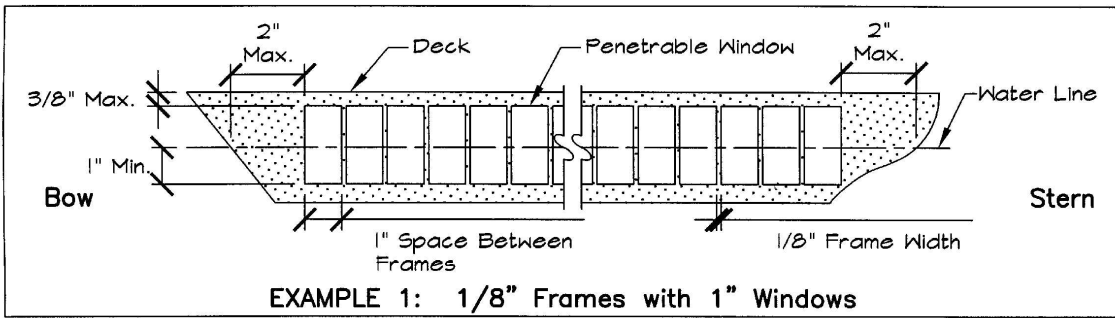 2"
Max.
Deck
Penetrable Window
2"
Max.
3/8" Max.
Water Line
1" Min.
Bow
Stern
1" Space Between
Frames
1/8" Frame Width
EXAMPLE 1: 1/8" Frames with 1" Windows